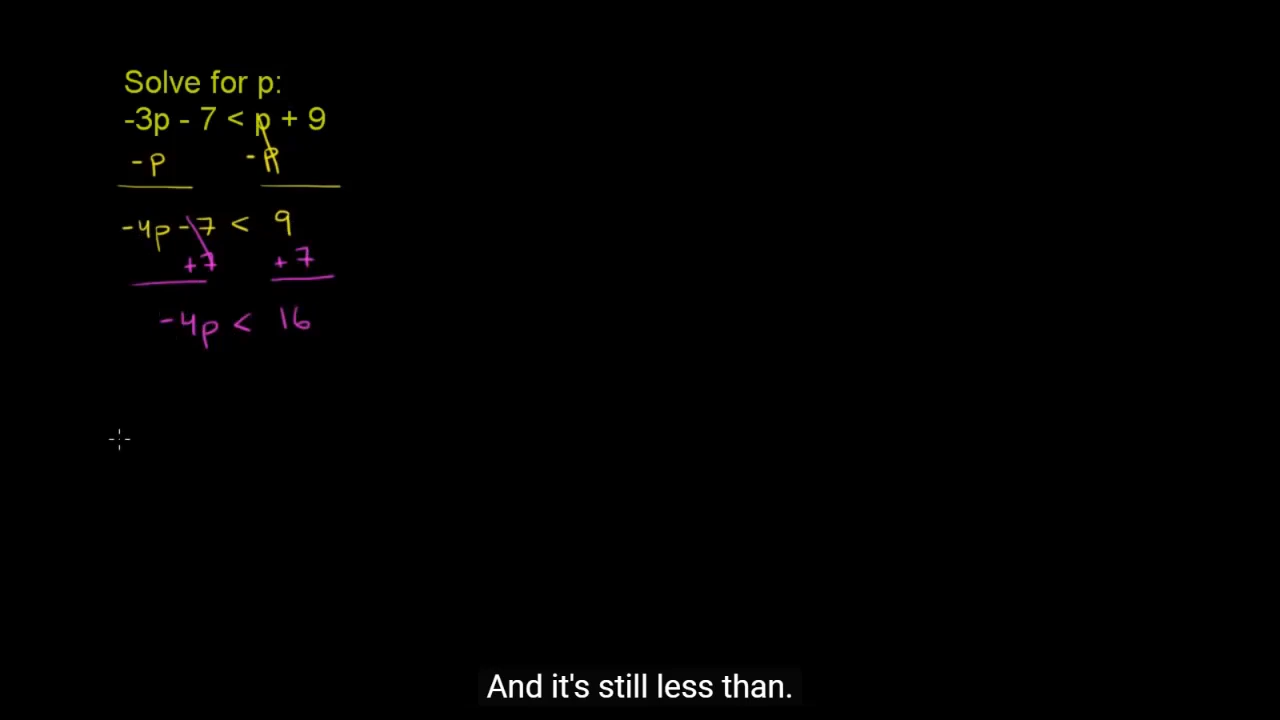 Solve for p:
-3p - 7 < p + 9
-p -p
-4p -7 < 9
+7 +7
-4p < 16
And it's still less than.